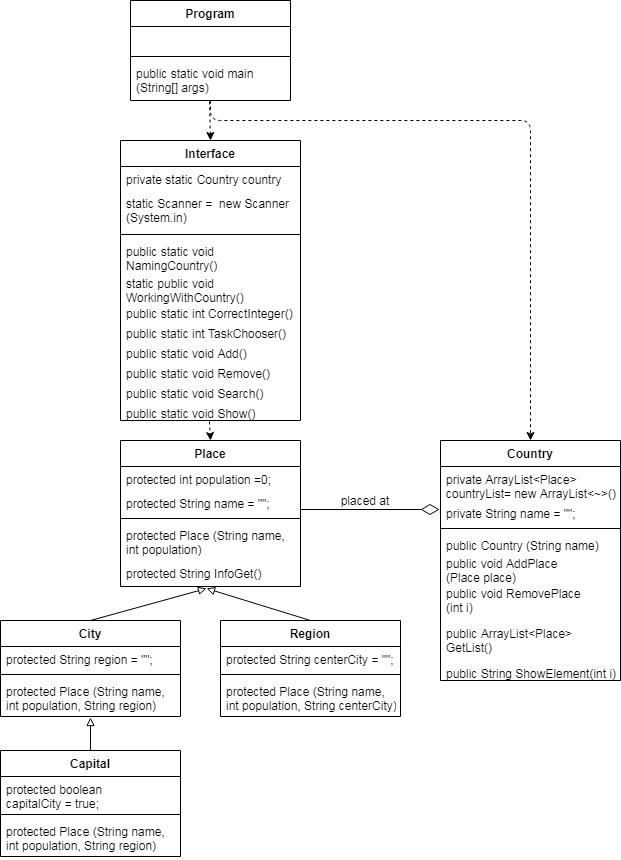 Program
public static void main
(String[] args)
Interface
private static Country country
static Scanner =  new Scanner
(System.in)
public static void
NamingCountry()
static public void
WorkingWithCountry()
public static int CorrectInteger()
public static int TaskChooser()
public static void Add()
public static void Remove()
public static void Search()
public static void Show()
Place
protected int population =0;
protected String name = "";
protected Place (String name,
int population)
protected String InfoGet()
placed at
Country
private ArrayList<Place>
countryList= new ArrayList<~>()
private String name = "";
public Country (String name)
public void AddPlace
(Place place)
public void RemovePlace
(int i)
public ArrayList<Place>
GetList()
public String ShowElement(int i)
City
protected String region = "";
protected Place (String name,
int population, String region)
Region
protected String centerCity = "";
protected Place (String name,
int population, String centerCity)
Capital
protected boolean
capitalCity = true;
protected Place (String name,
int population, String region)